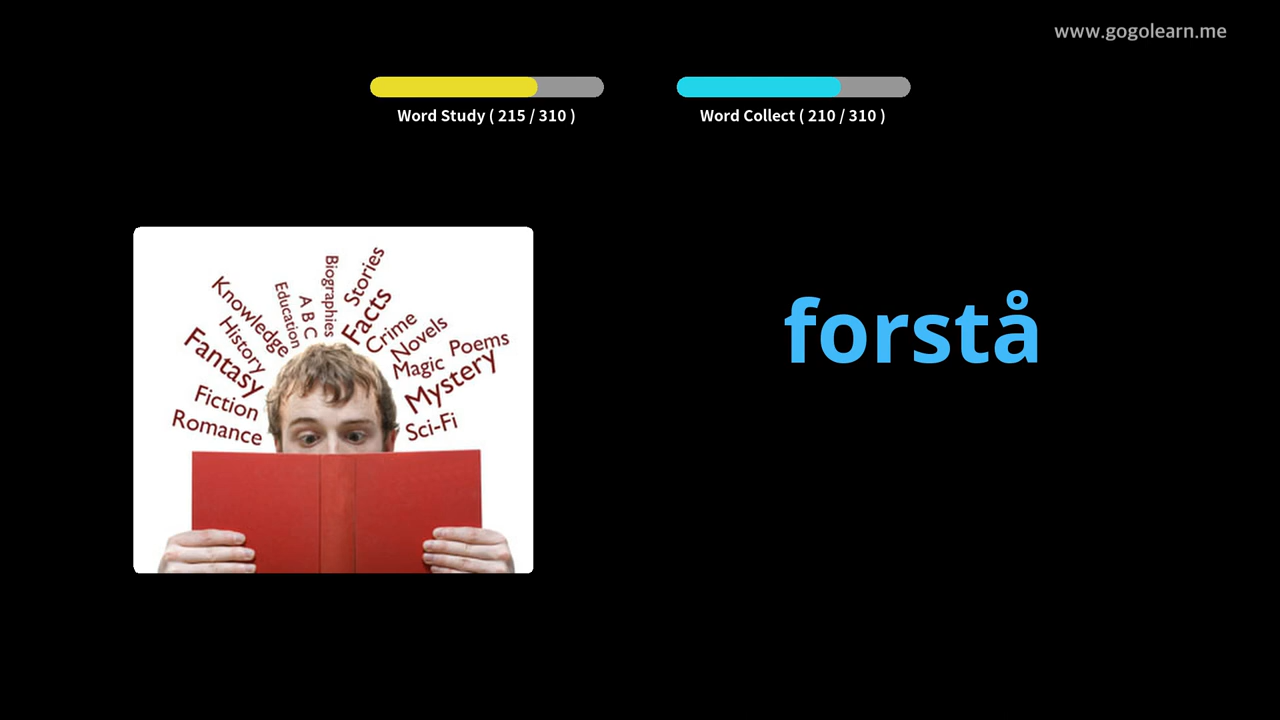 www.gogolearn.me
Word Study ( 215 / 310 )
Word Collect ( 210 / 310 )
Romance
Fiction
Fantasy
History
Knowledge
Education
A B C
Biographies
Stories
Facts
Crime
Novels
Magic
Poems
Mystery
Sci-Fi
forstå